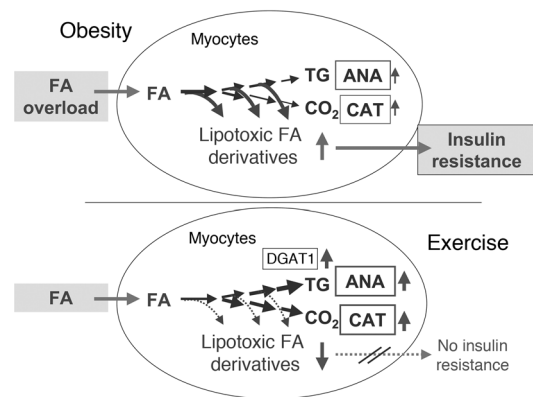 Obesity
Myocytes
FA
overload
FA
TG
ANA
CO2
CAT
Lipotoxic FA
derivatives
Insulin
resistance
Myocytes
Exercise
DGAT1
FA
FA
TG
ANA
CO2
CAT
Lipotoxic FA
derivatives
No insulin
resistance